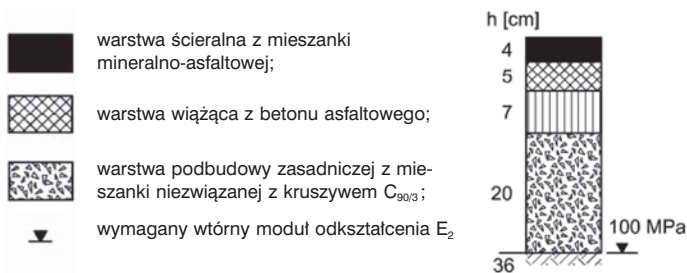 warstwa ścieralna z mieszanki
mineralno-asfaltowej;
warstwa wiążąca z betonu asfaltowego;
warstwa podbudowy zasadniczej z mie-
szanki niezwiązanej z kruszywem C90/3;
wymagany wtórny moduł odkształcenia E2
h [cm]
4
5
7
20
36
100 MPa